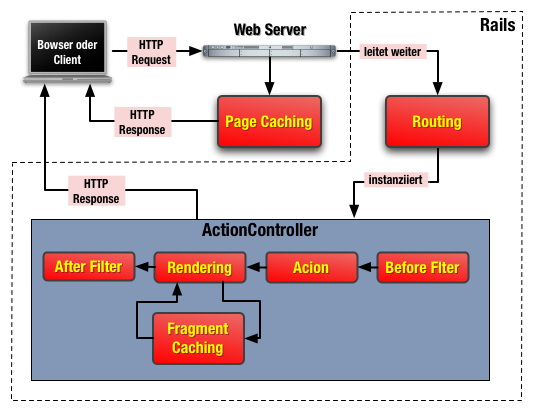 Rails
Web Server
Bowser oder
Client
HTTP
Request
leitet weiter
HTTP
Response
Page Caching
Routing
HTTP
Response
instanziiert
ActionController
After Filter
Rendering
Acion
Before Flter
Fragment
Caching